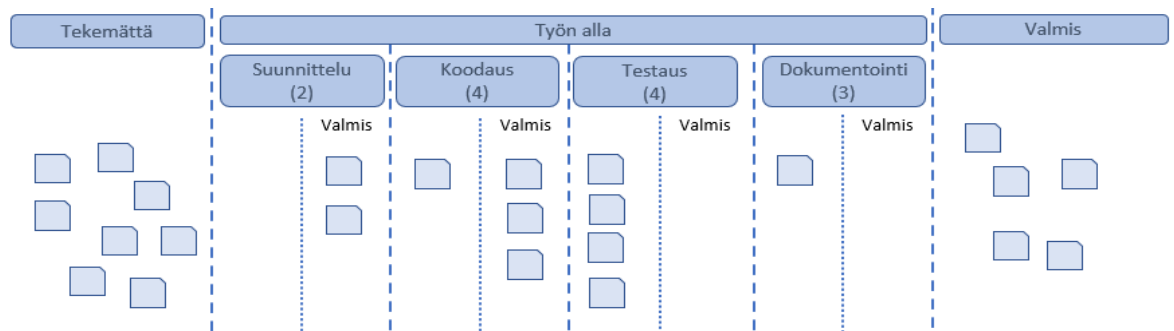 Tekemättä
Työn alla
Valmis
Suunnittelu
(2)
Koodaus
(4)
Testaus
(4)
Dokumentointi
(3)
Valmis
Valmis
Valmis
Valmis